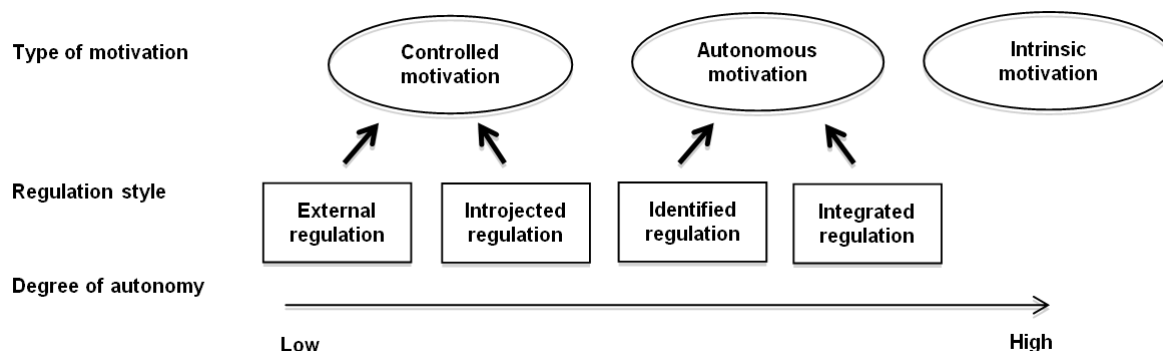 Type of motivation
Controlled
motivation
Autonomous
motivation
Intrinsic
motivation
Regulation style
External
regulation
Introjected
regulation
Identified
regulation
Integrated
regulation
Degree of autonomy
Low
High